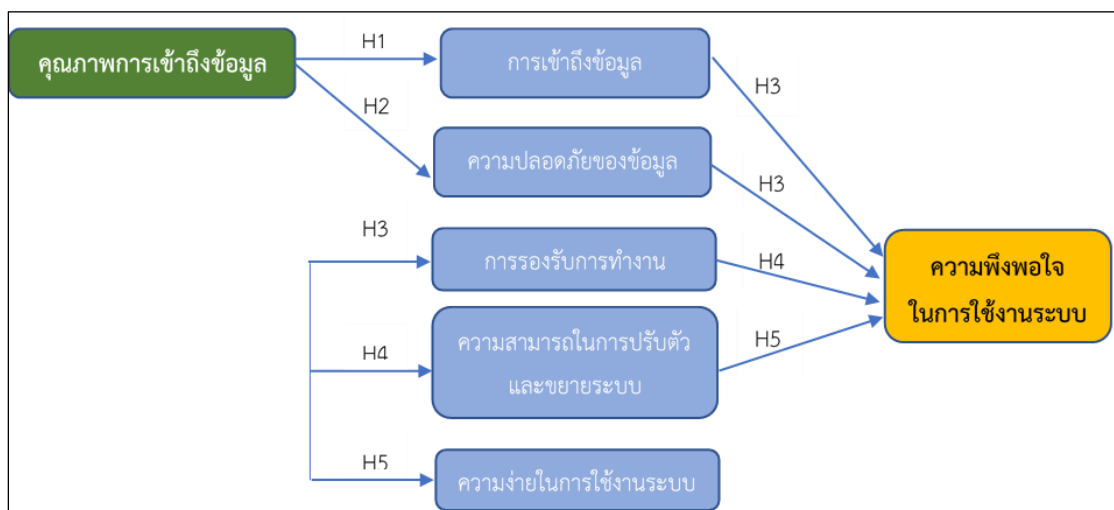 คุณภาพการเข้าถึงข้อมูล
H1
การเข้าถึงข้อมูล
H2
ความปลอดภัยของข้อมูล
H3
H3
H3
การรองรับการทำงาน
H4
ความพึงพอใจ
ในการใช้งานระบบ
H4
ความสามารถในการปรับตัว
และขยายระบบ
H5
H5
ความง่ายในการใช้งานระบบ